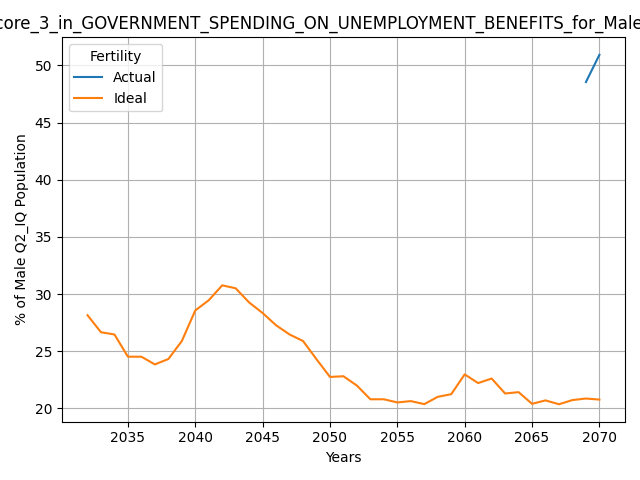 core_3_in_GOVERNMENT_SPENDING_ON_UNEMPLOYMENT_BENEFITS_for_Male
Fertility
Actual
Ideal
% of Male Q2_IQ Population
50
45
40
35
30
25
20
2035 2040 2045 2050 2055 2060 2065 2070
Years